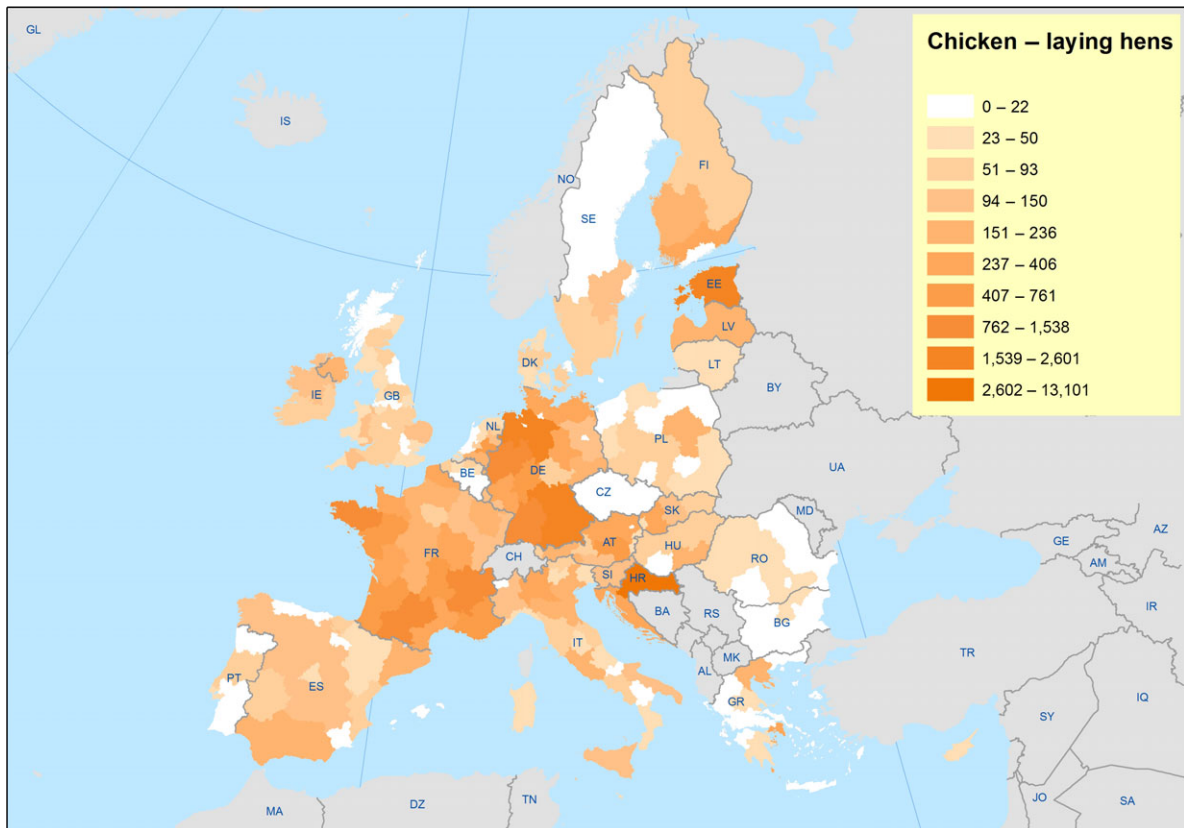 Chicken – laying hens
0 – 22
23 – 50
51 – 93
94 – 150
151 – 236
237 – 406
407 – 761
762 – 1,538
1,539 – 2,601
2,602 – 13,101
GL
IS
FI
NO
SE
EE
LV
DK
LT
IE
GB
BY
NL
PL
BE
DE
UA
CZ
SK
MD
FR
AT
HU
CH
RO
GE
AZ
SI
HR
AM
BA
RS
IR
BG
IT
MK
TR
PT
ES
AL
GR
IQ
SY
MA
DZ
TN
JO
SA